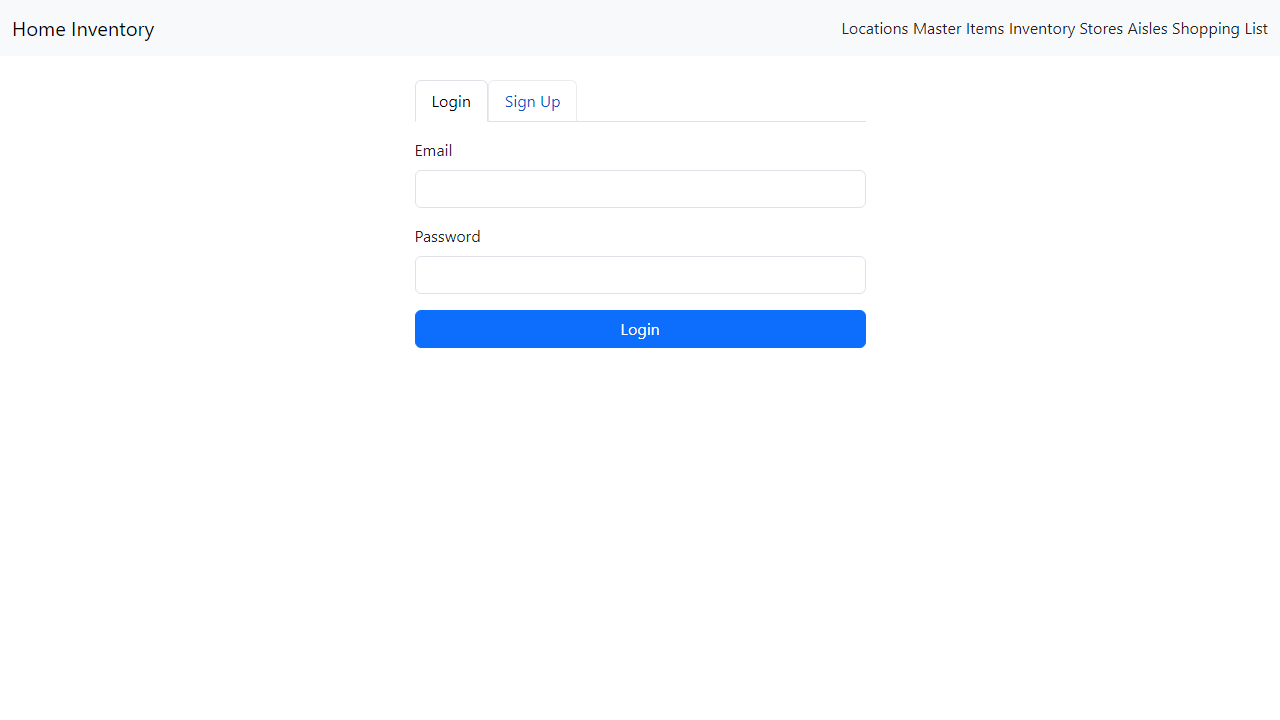 Home Inventory
Locations Master Items Inventory Stores Aisles Shopping List
Login
Sign Up
Email
Password
Login